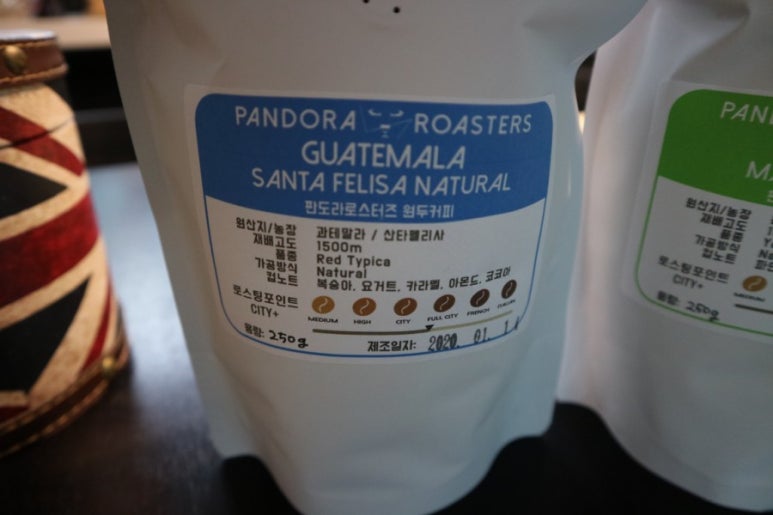 PANDORA ROASTERS
GUATEMALA
SANTA FELISA NATURAL
판도라로스터즈 원두커피
원산지/농장 과테말라 / 산타펠리사
재배고도 1500m
품종 Red Typica
가공방식 Natural
컵노트 복숭아, 요거트, 카라멜, 아몬드, 코코아
로스팅포인트
CITY+
MEDIUM HIGH CITY FULL CITY FRENCH
용량: 250g
제조일자: 2020. 01.
원산지/농장
재배고도
품종
가공방식
컵노트
로스팅포인트
CITY+
MEDIUM
용량: 250g